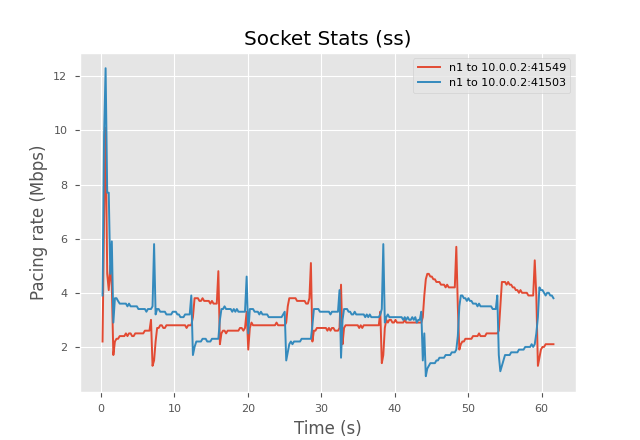 Socket Stats (ss)
n1 to 10.0.0.2:41549
n1 to 10.0.0.2:41503
Pacing rate (Mbps)
12
10
8
6
4
2
0
10
20
30
40
50
60
Time (s)